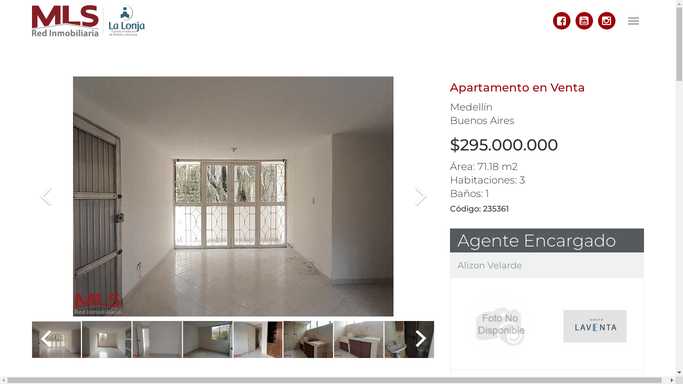 MLS
Red Inmobiliaria
La Lonja
Apartamento en Venta
Medellín
Buenos Aires
$295.000.000
Área: 71.18 m2
Habitaciones: 3
Baños: 1
Código: 235361
MLS
Red Inmobiliaria
Agente Encargado
Alizon Velarde
Foto No
Disponible
LAVENTA